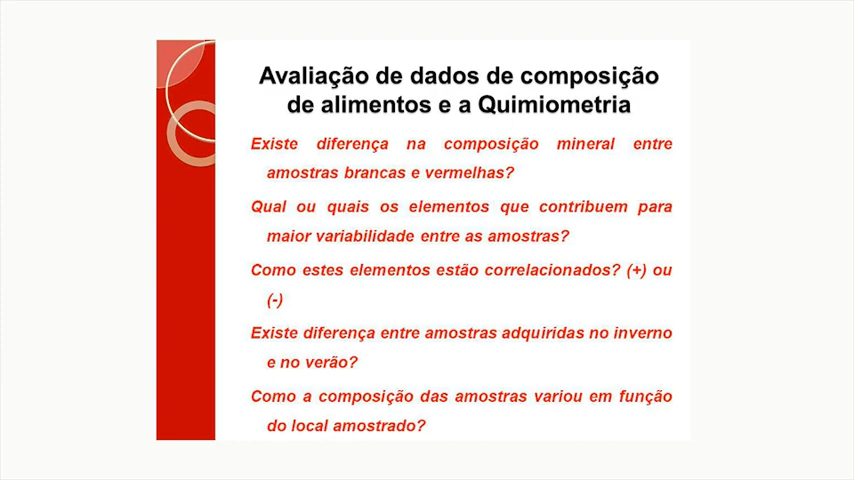 Avaliação de dados de composição
de alimentos e a Quimiometria
Existe diferença na composição mineral entre
amostras brancas e vermelhas?
Qual ou quais os elementos que contribuem para
maior variabilidade entre as amostras?
Como estes elementos estão correlacionados? (+) ou
(-)
Existe diferença entre amostras adquiridas no inverno
e no verão?
Como a composição das amostras variou em função
do local amostrado?